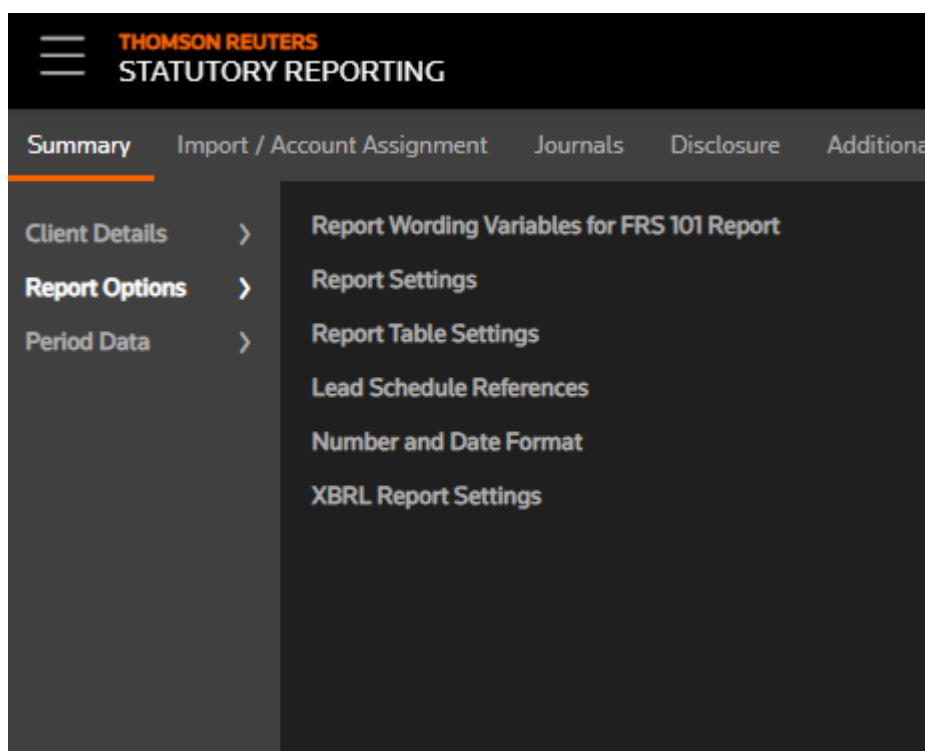 THOMSON REUTERS
STATUTORY REPORTING
Summary Import / Account Assignment Journals Disclosure Additiona
Client Details
Report Options
Period Data
Report Wording Variables for FRS 101 Report
Report Settings
Report Table Settings
Lead Schedule References
Number and Date Format
XBRL Report Settings